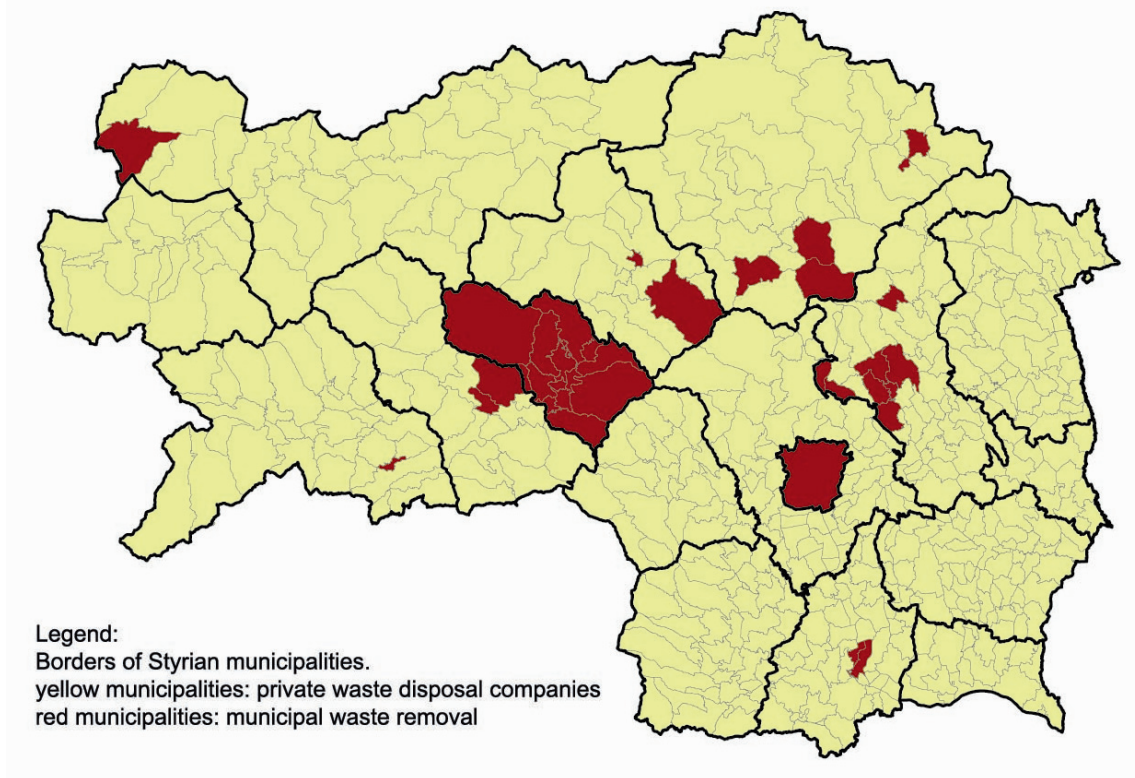 Legend:
Borders of Styrian municipalities.
yellow municipalities: private waste disposal companies
red municipalities: municipal waste removal